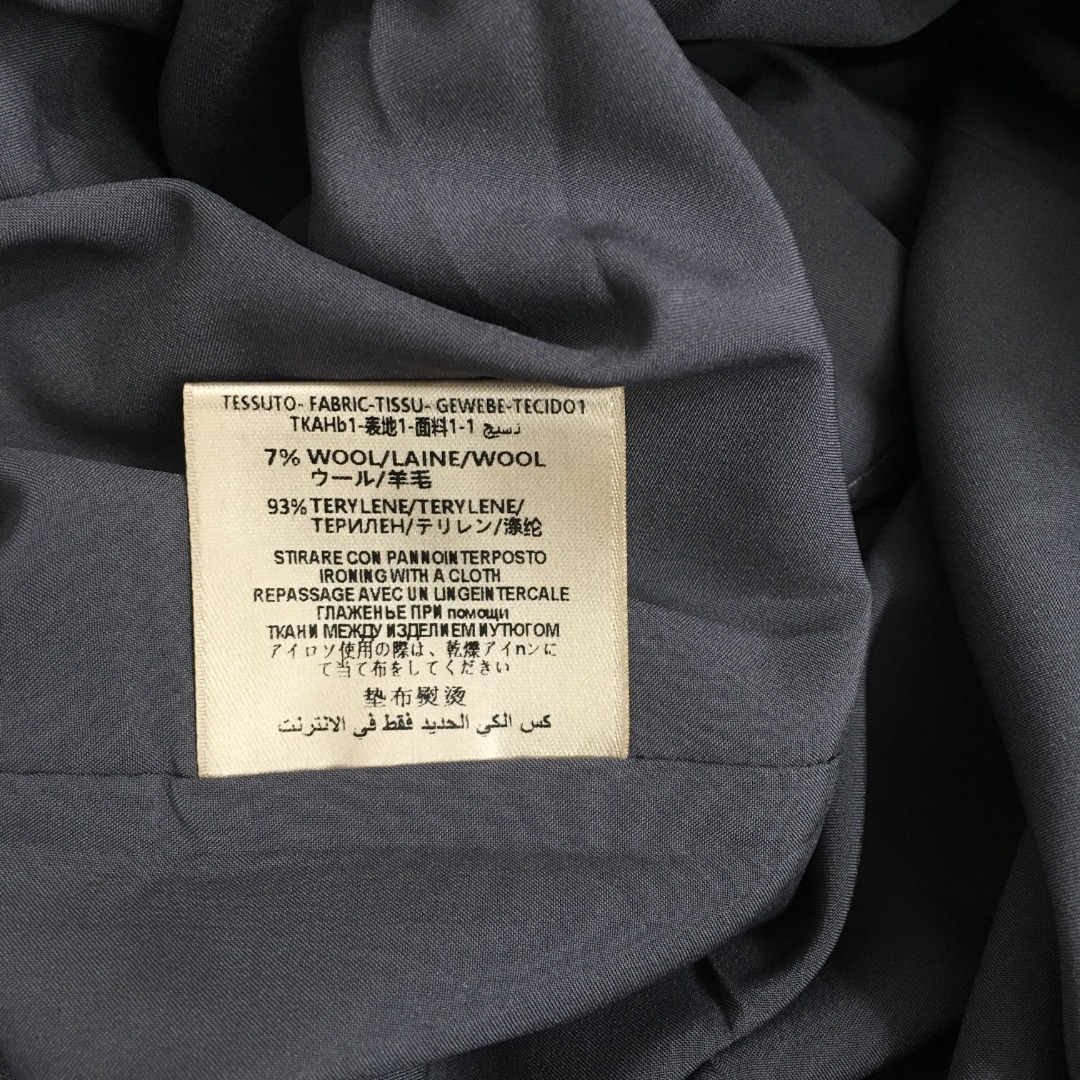 TESSUTO- FABRIC-TISSU- GEWEBE-TECIDO1
TKAHb1-表地1-面料1-1 نسيج
7% WOOL/LAINE/WOOL
ウール/羊毛
93% TERYLENE/TERYLENE/
ТЕРИЛЕН/テリレン/涤纶
STIRARE CON PANNOINTERPOSTO
IRONING WITH A CLOTH
REPASSAGE AVEC UN LINGEINTERCALE
ГЛАЖЕНЬЕ ПРИ помощи
ТКАНИ МЕЖДУ ИЗДЕЛИЕМ ИУТЮГОМ
アイロソ使用の際は、乾燥アイnンに
て当て布をしてください
垫布熨烫
كس الكي الحديد فقط في الانترنت